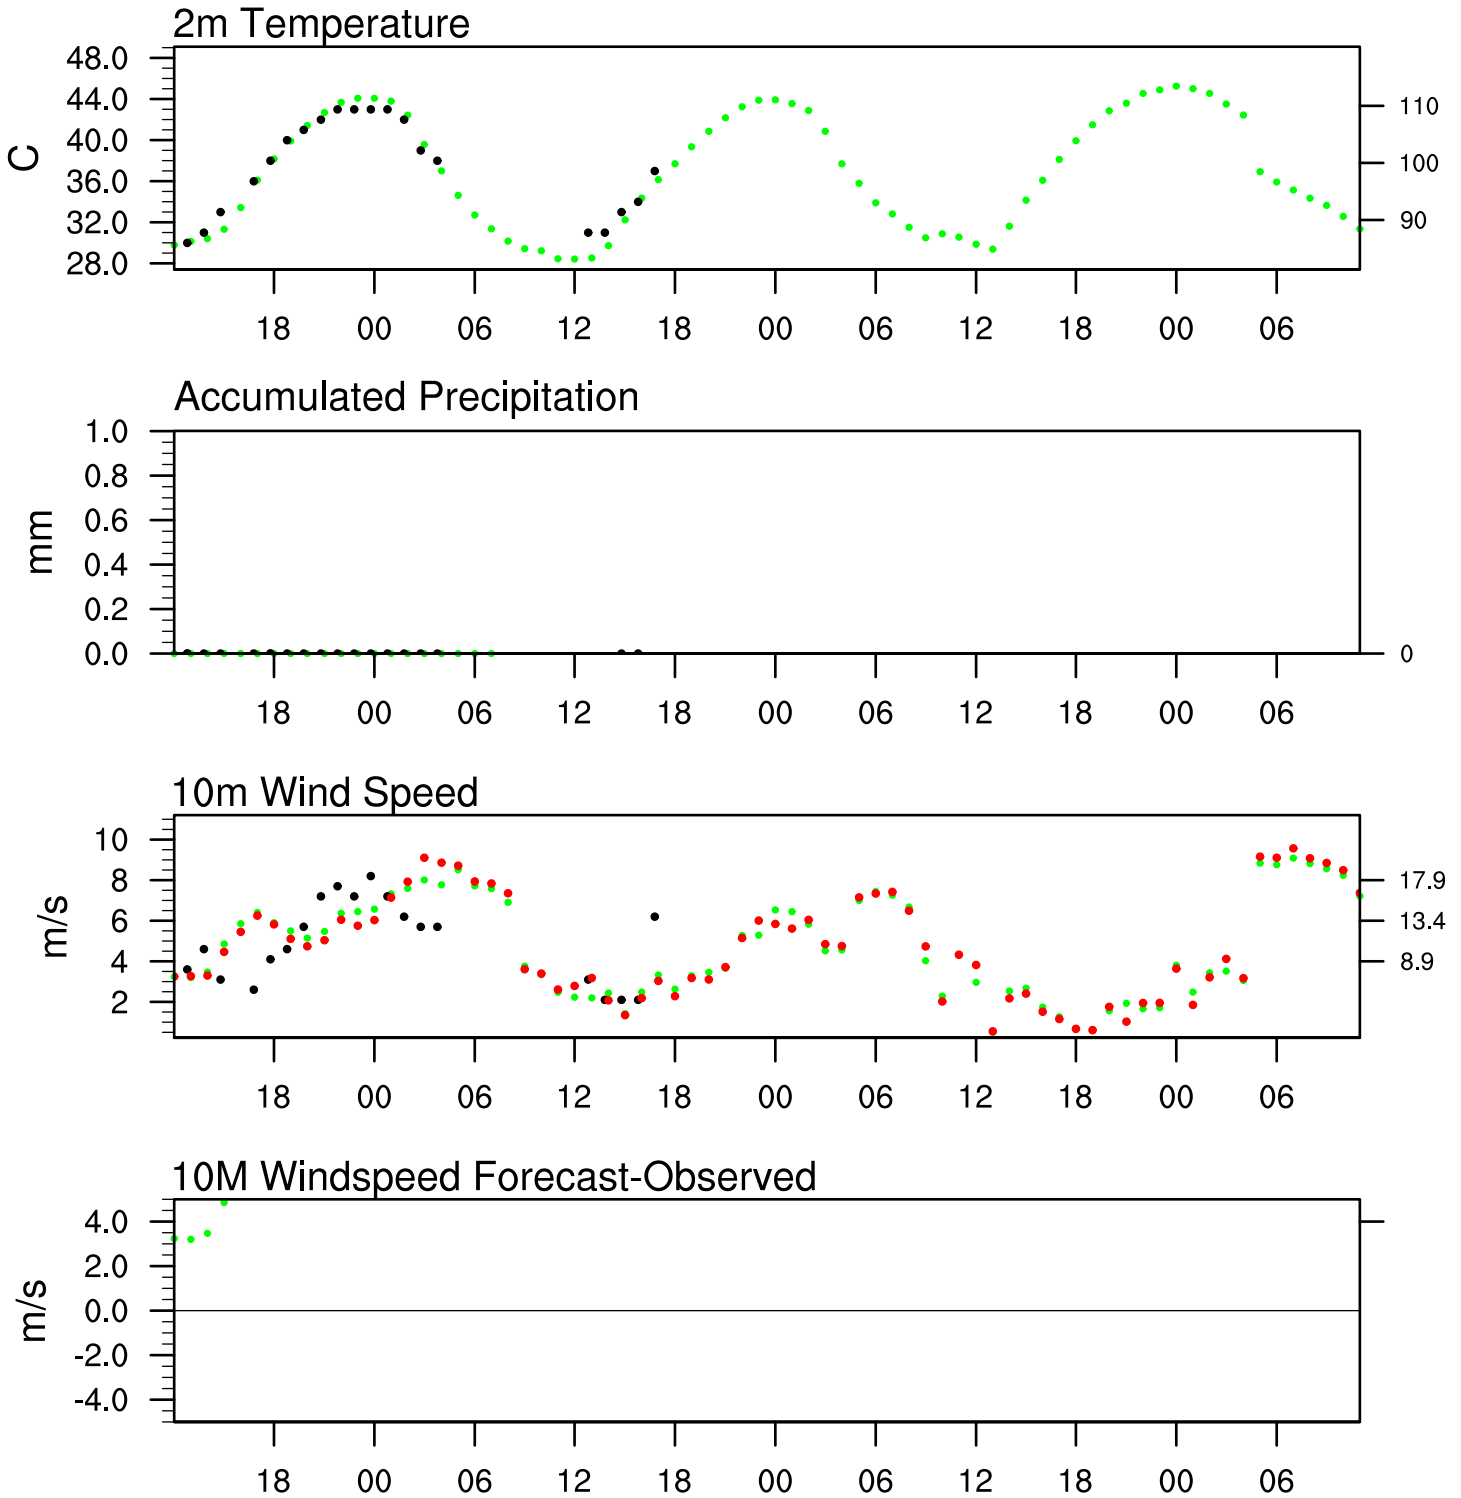 2m Temperature
48.0
44.0
40.0
36.0
32.0
28.0
C
110
100
90
18 00 06 12 18 00 06 12 18 00 06
Accumulated Precipitation
1.0
0.8
0.6
0.4
0.2
0.0
mm
0
18 00 06 12 18 00 06 12 18 00 06
10m Wind Speed
10
8
6
4
2
m/s
17.9
13.4
8.9
18 00 06 12 18 00 06 12 18 00 06
10M Windspeed Forecast-Observed
4.0
2.0
0.0
-2.0
-4.0
m/s
18 00 06 12 18 00 06 12 18 00 06